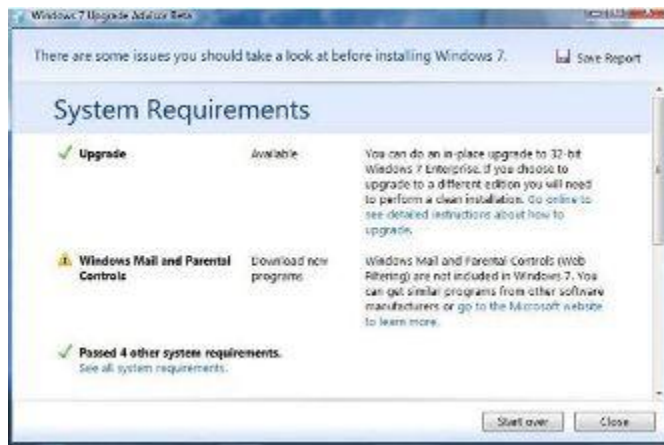 Windows 7 Upgrade Advisor Beta
There are some issues you should take a look at before installing Windows 7.
Save Report
System Requirements
Upgrade
Available
You can do an in-place upgrade to 32-bit
Windows 7 Enterprise. If you choose to
upgrade to a different edition you will need
to perform a clean installation. Go online to
see detailed instructions about how to
upgrade.
Windows Mail and Parental
Controls
Download new
programs
Windows Mail and Parental Controls (Web
Filtering) are not included in Windows 7. You
can get similar programs from other software
manufacturers or go to the Microsoft website
to learn more.
Passed 4 other system requirements.
See all system requirements.
Start over
Close